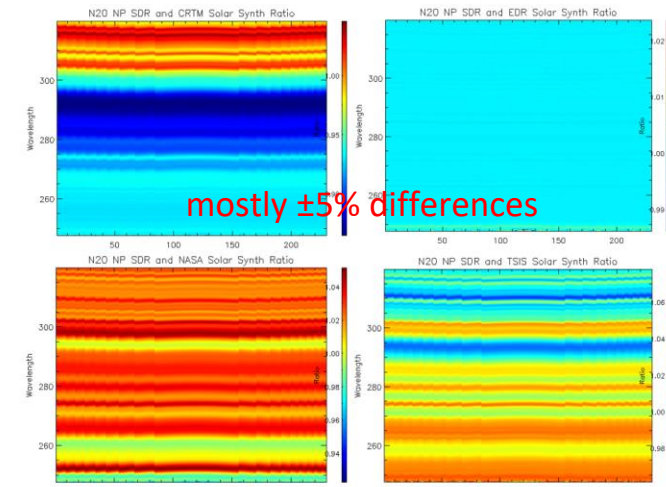 N20 NP SDR and CRTM Solar Synth Ratio
N20 NP SDR and EDR Solar Synth Ratio
Wavelength
300
280
260
50
100
150
200
1.00
0.95
Wavelength
300
280
50
100
150
200
Ratio
1.02
1.01
1.00
0.99
mostly ±5% differences
N20 NP SDR and NASA Solar Synth Ratio
N20 NP SDR and TSIS Solar Synth Ratio
Wavelength
300
280
260
Ratio
1.04
1.02
1.00
0.98
0.94
Wavelength
300
280
260
Ratio
1.06
1.04
1.02
1.00
0.98